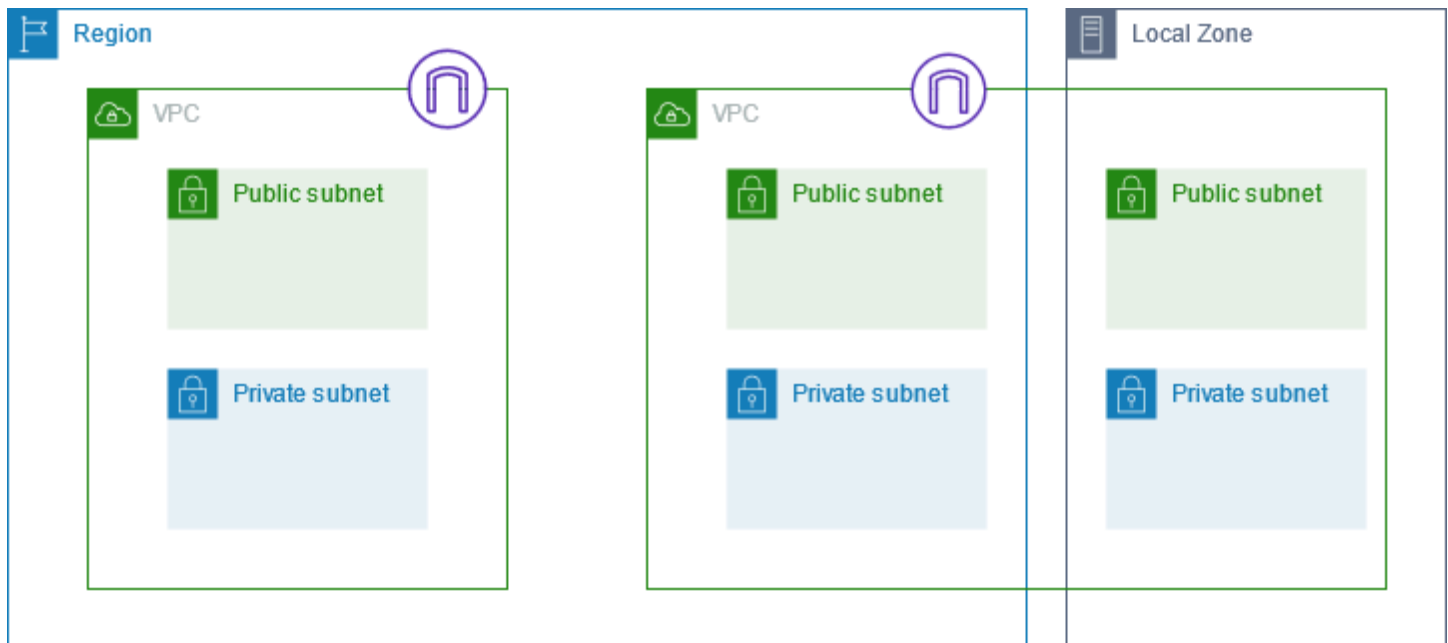 Region
Local Zone
VPC
VPC
Public subnet
Public subnet
Public subnet
Private subnet
Private subnet
Private subnet